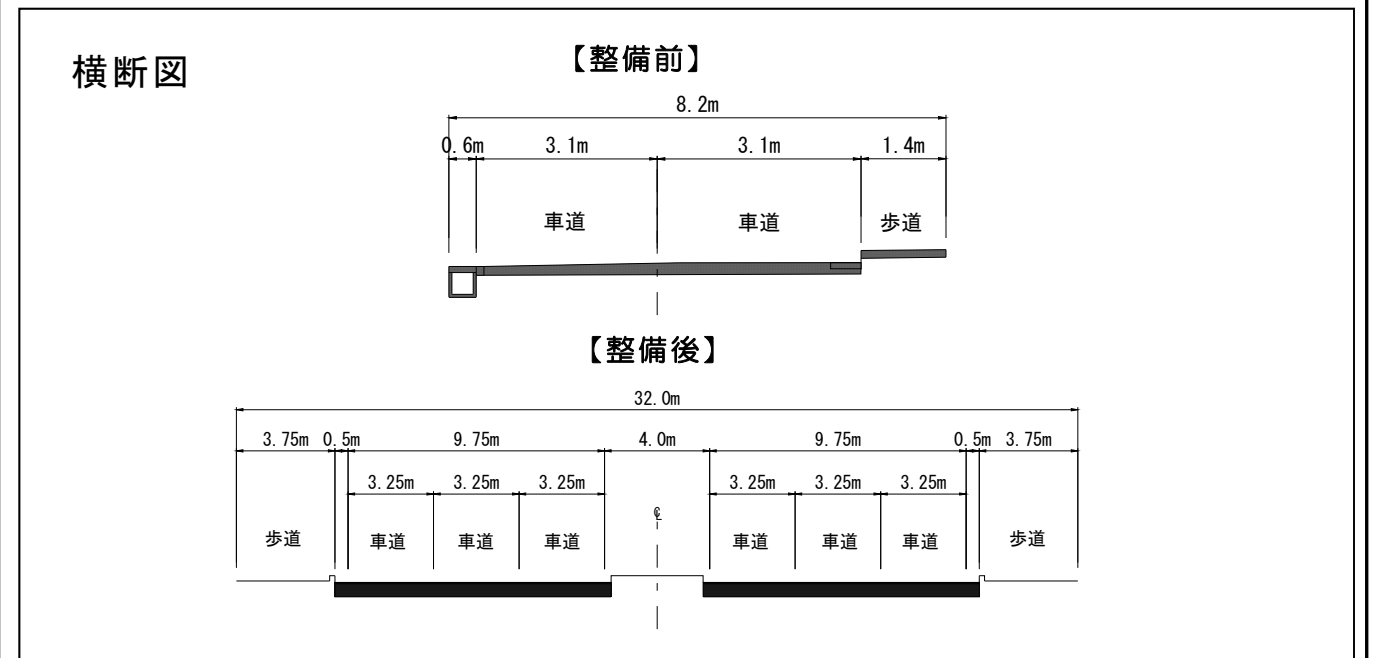 横断図
【整備前】
8.2m
0.6m 3.1m 3.1m 1.4m
車道 車道 歩道
【整備後】
32.0m
3.75m 0.5m 9.75m 4.0m 9.75m 0.5m 3.75m
3.25m 3.25m 3.25m 3.25m 3.25m 3.25m
℄
歩道 車道 車道 車道 車道 車道 車道 歩道